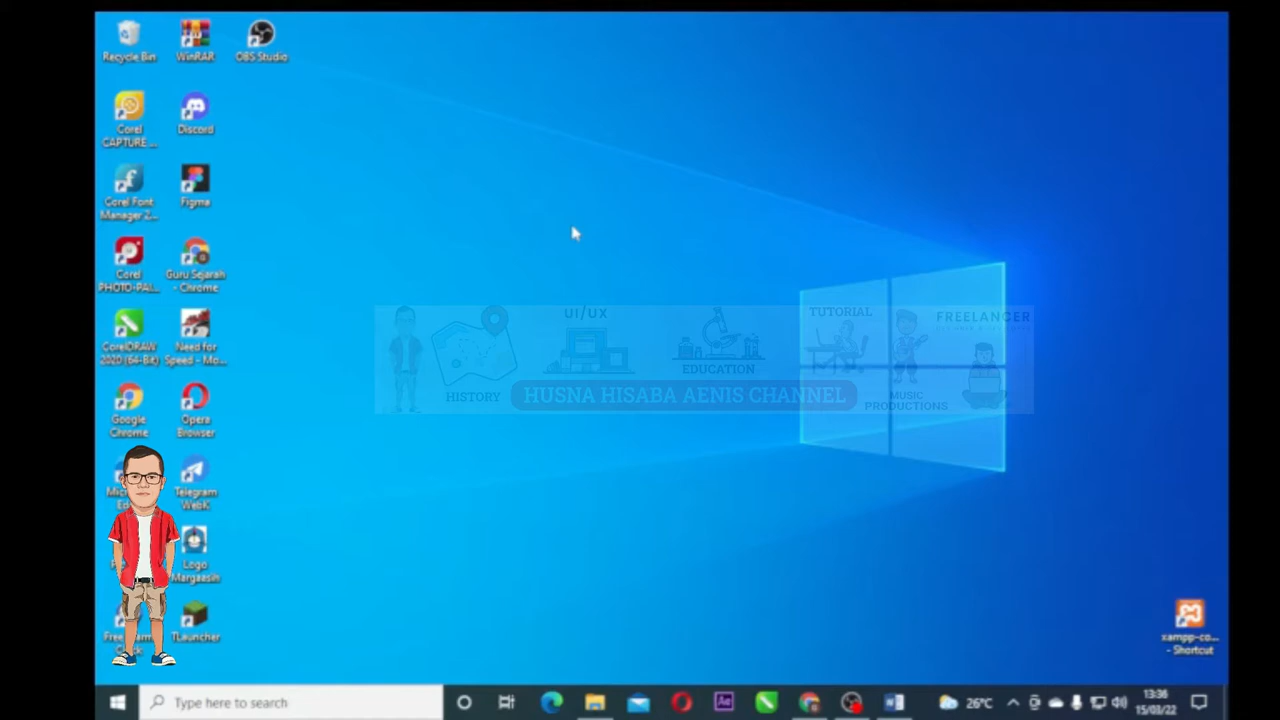 Recycle Bin
WinRAR
OBS Studio
Corel
CAPTURE ...
Discord
Corel Font
Manager 2...
Figma
Corel
PHOTO-PAI...
Guru Sejarah
- Chrome
CorelDRAW
2020 (64-Bit)
Need for
Speed - Mo...
Google
Chrome
Opera
Browser
Telegram
WebK
Logo
Margaasih
TLauncher
UI/UX
TUTORIAL
FREELANCER
EDUCATION
HISTORY
HUSNA HISABA AENIS CHANNEL
MUSIC
PRODUCTIONS
xampp-co...
- Shortcut
Type here to search
Ae
26°C
13:36
15/03/22